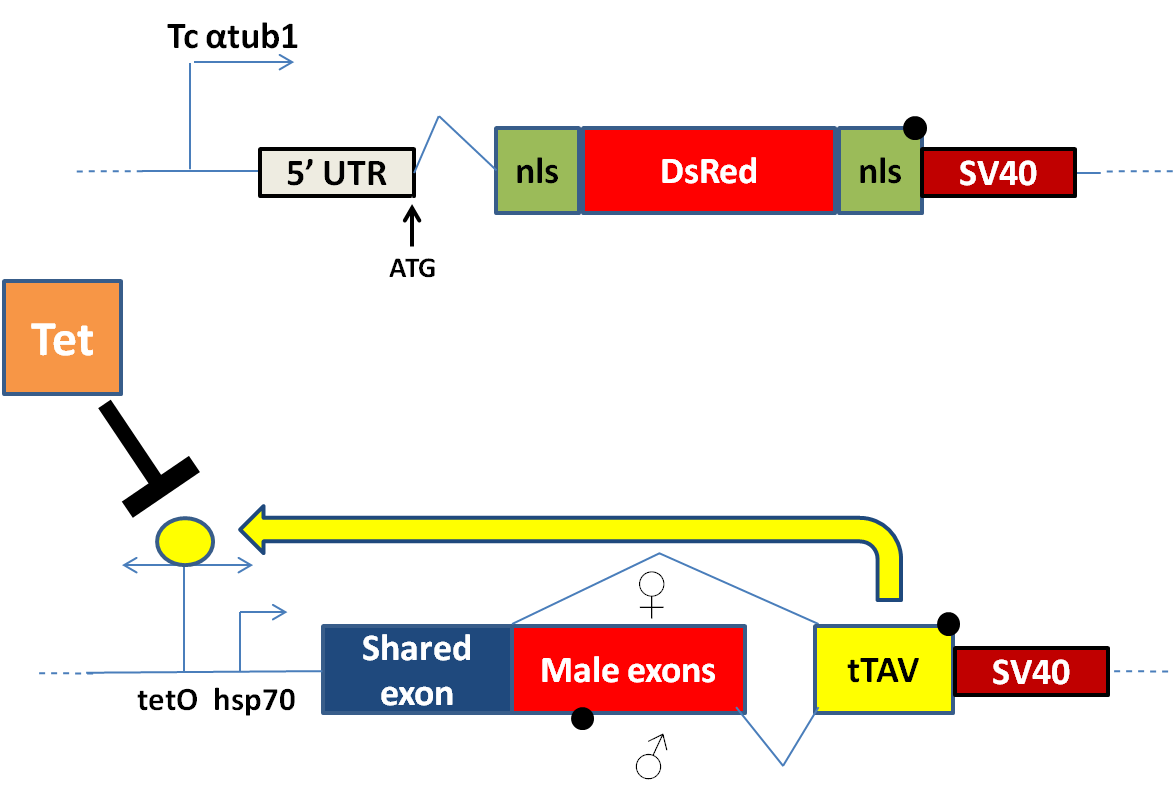 Tc αtub1
5’ UTR
nls
DsRed
nls
SV40
ATG
Tet
♀
Shared
exon
Male exons
tTAV
SV40
tetO
hsp70
♂